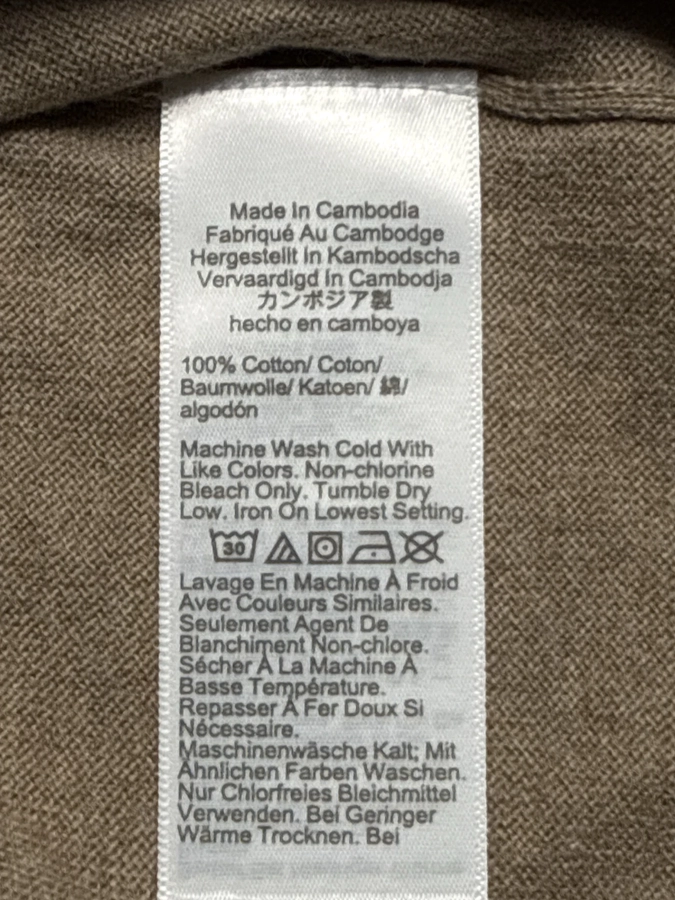 Made In Cambodia
Fabriqué Au Cambodge
Hergestellt In Kambodscha
Vervaardigd In Cambodja
カンボジア製
hecho en camboya
100% Cotton/ Coton/
Baumwolle/ Katoen/ 綿/
algodón
Machine Wash Cold With
Like Colors. Non-chlorine
Bleach Only. Tumble Dry
Low. Iron On Lowest Setting.
30
Lavage En Machine À Froid
Avec Couleurs Similaires.
Seulement Agent De
Blanchiment Non-chlore.
Sécher À La Machine À
Basse Température.
Repasser À Fer Doux Si
Nécessaire.
Maschinenwäsche Kalt; Mit
Ähnlichen Farben Waschen.
Nur Chlorfreies Bleichmittel
Verwenden. Bei Geringer
Wärme Trocknen. Bei